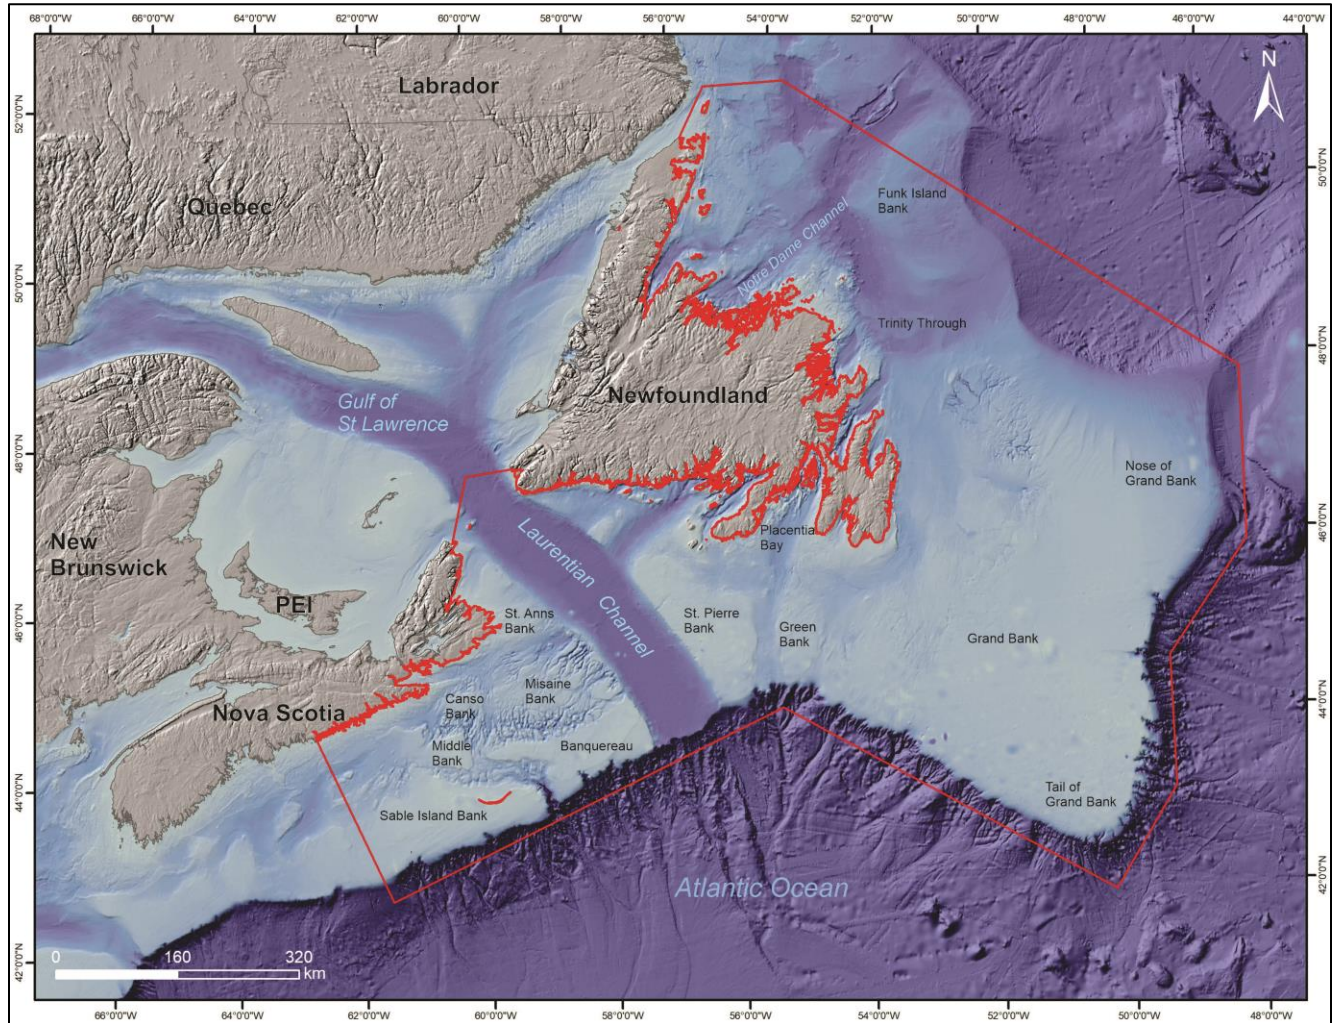 68°0'0"W 66°0'0"W 64°0'0"W 62°0'0"W 60°0'0"W 58°0'0"W 56°0'0"W 54°0'0"W 52°0'0"W 50°0'0"W 48°0'0"W 46°0'0"W 44°0'0"W
N
Labrador
52°0'0"N
50°0'0"N
Quebec
Funk Island
Bank
Notre Dame Channel
50°0'0"N
Trinity Through
48°0'0"N
Newfoundland
Gulf of
St Lawrence
48°0'0"N
Nose of
Grand Bank
46°0'0"N
Laurentian Channel
Placentia
Bay
New
Brunswick
PEI
46°0'0"N
St. Anns
Bank
St. Pierre
Bank
Green
Bank
Grand Bank
Nova Scotia
Canso
Bank
Misaine
Bank
44°0'0"N
Middle
Bank
Banquereau
44°0'0"N
Sable Island Bank
Tail of
Grand Bank
42°0'0"N
Atlantic Ocean
42°0'0"N
0 160 320
km
66°0'0"W 64°0'0"W 62°0'0"W 60°0'0"W 58°0'0"W 56°0'0"W 54°0'0"W 52°0'0"W 50°0'0"W 48°0'0"W